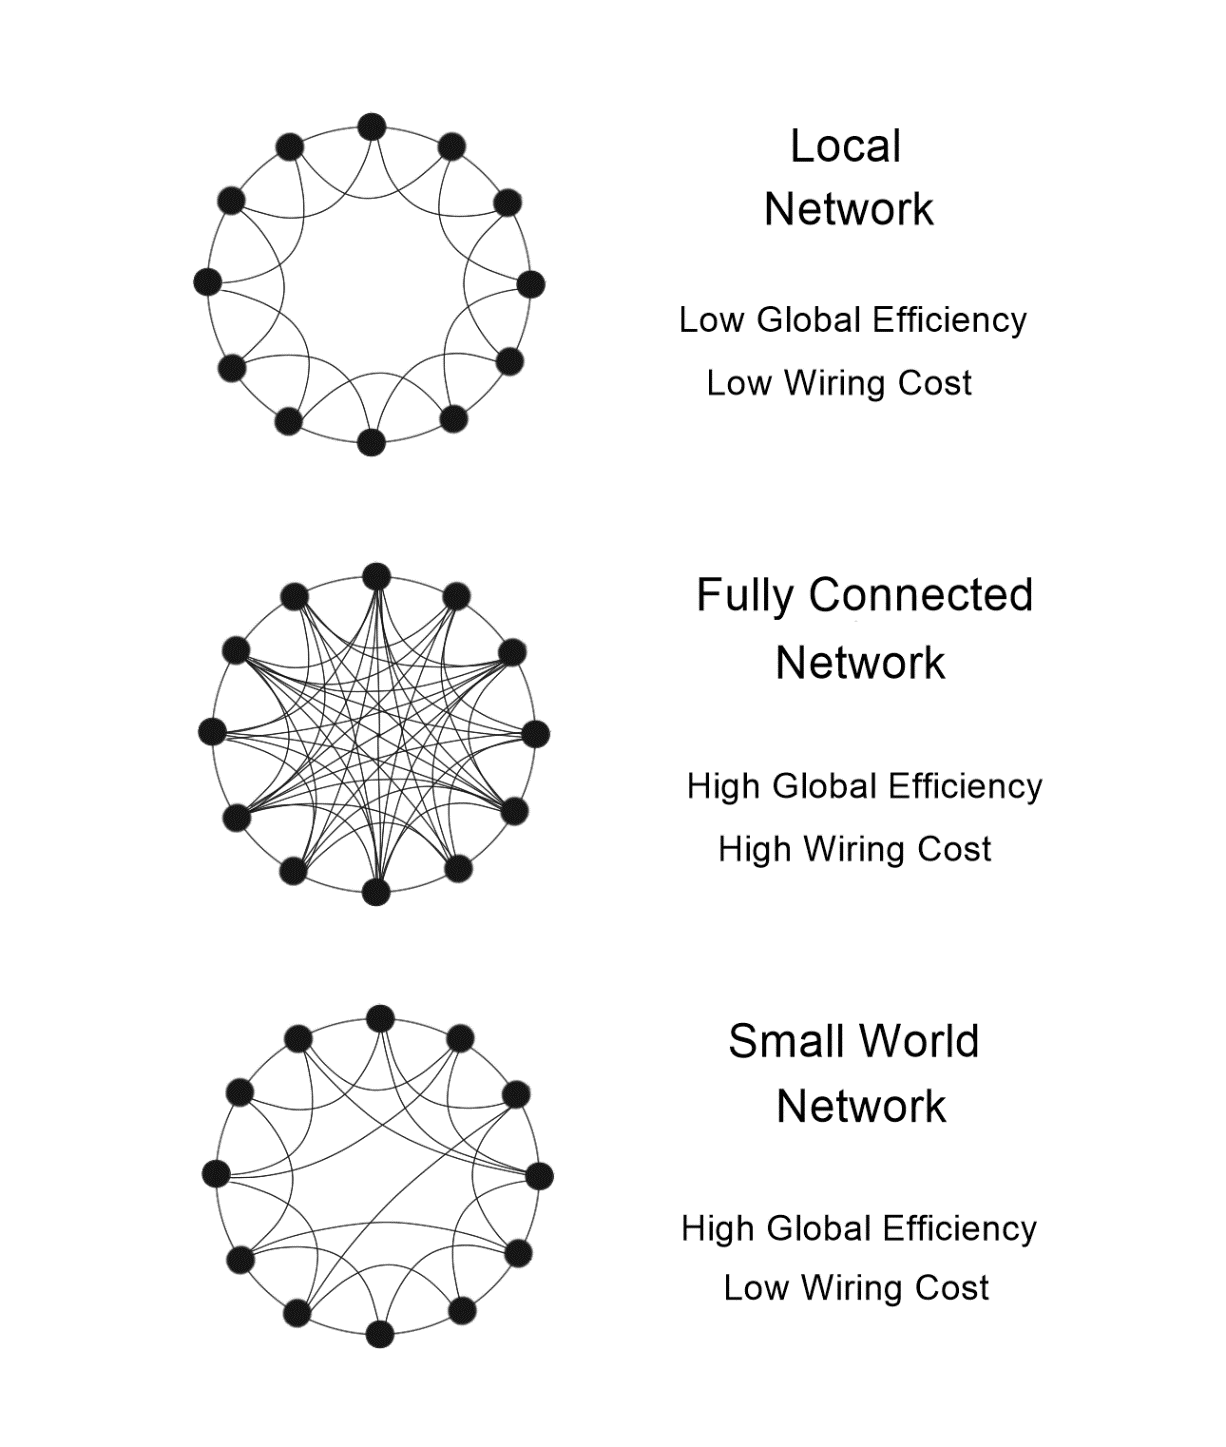 Local
Network
Low Global Efficiency
Low Wiring Cost
Fully Connected
Network
High Global Efficiency
High Wiring Cost
Small World
Network
High Global Efficiency
Low Wiring Cost